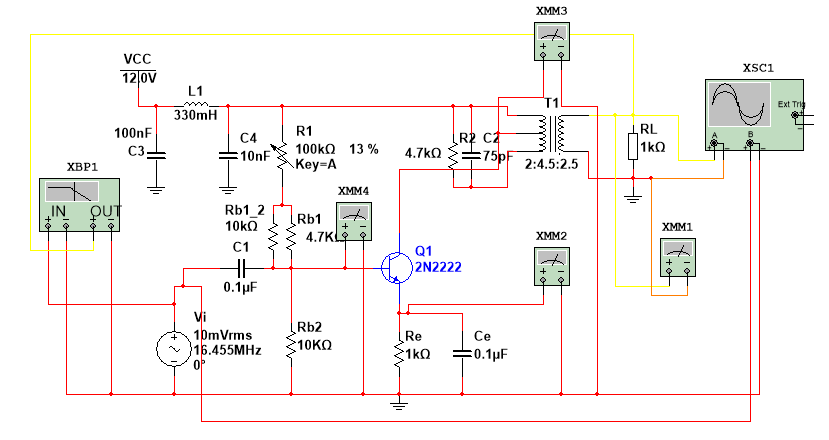 XMM3
XSC1
Ext Trig
A
B
VCC
12.0V
L1
330mH
100nF
C3
C4
10nF
R1
100kΩ
Key=A
13 %
T1
R2
C2
4.7kΩ
75pF
2:4.5:2.5
RL
1kΩ
XBP1
IN
OUT
XMM4
Rb1_2
10kΩ
Rb1
4.7K
C1
0.1µF
Q1
2N2222
XMM2
XMM1
Vi
10mVrms
16.455MHz
0°
Rb2
10KΩ
Re
1kΩ
Ce
0.1µF